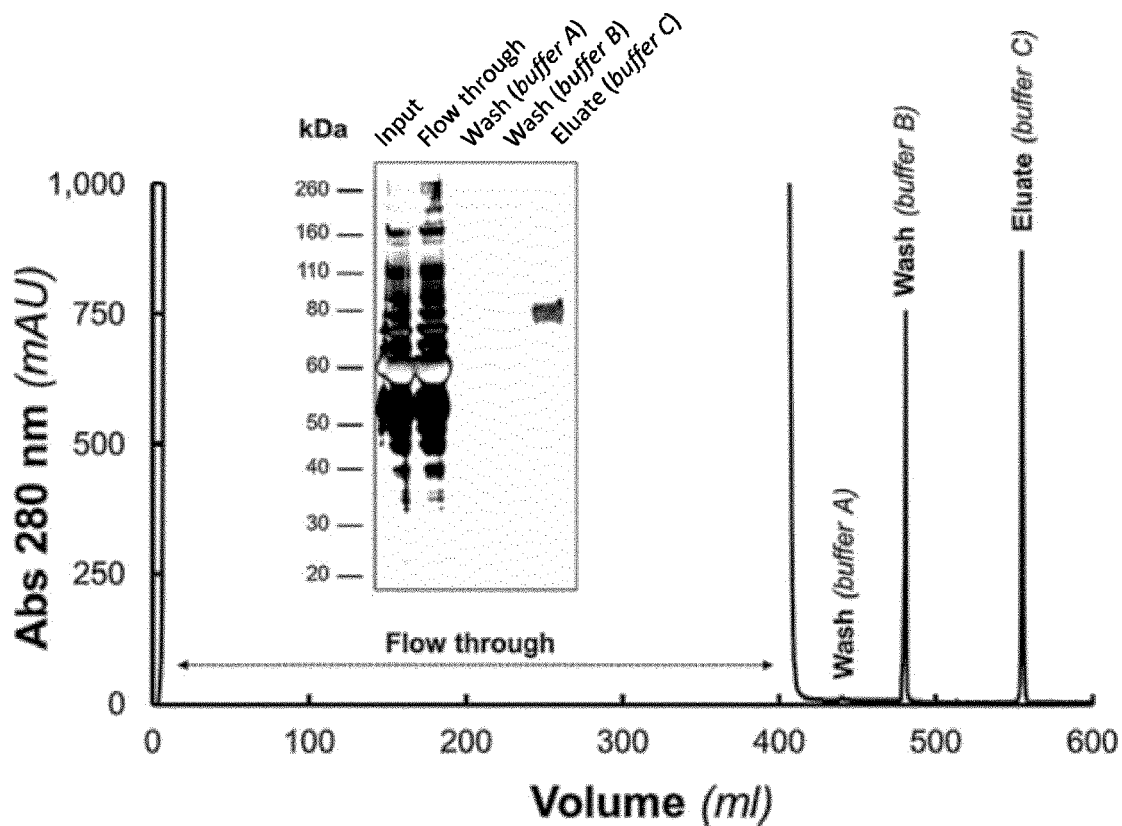 Input
Flow through
Wash (buffer A)
Wash (buffer B)
Eluate (buffer C)
kDa
260
160
110
80
60
50
40
30
20
Abs 280 nm (mAU)
1,000
750
500
250
0
Flow through
Wash (buffer A)
Wash (buffer B)
Eluate (buffer C)
0
100
200
300
400
500
600
Volume (ml)